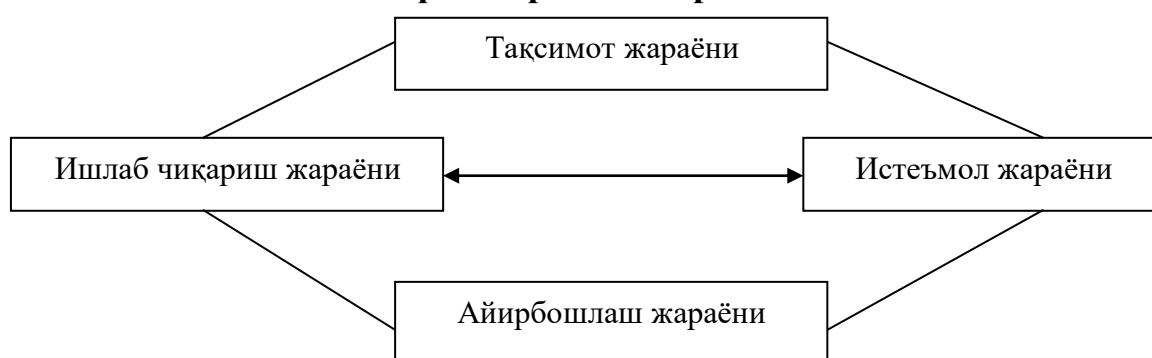 Тақсимот жараёни
Ишлаб чиқариш жараёни
Истеъмол жараёни
Айирбошлаш жараёни